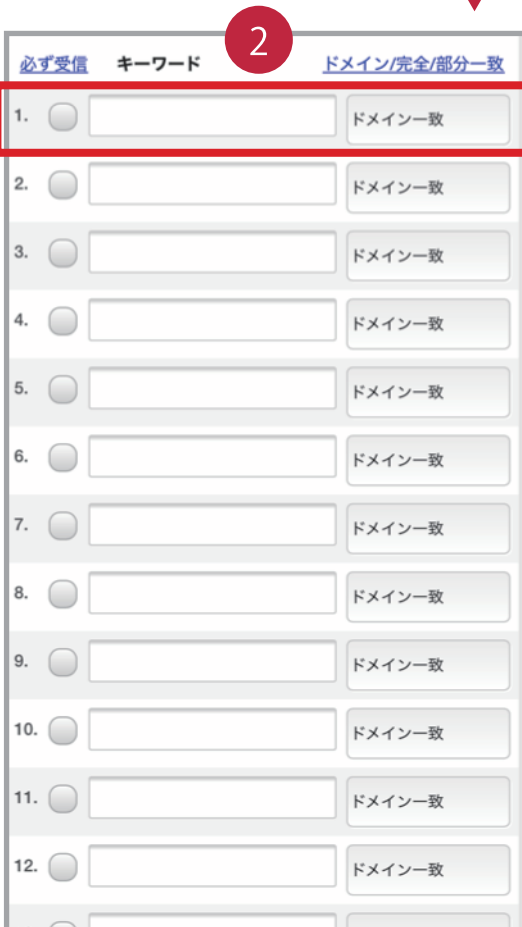 2
必ず受信 キーワード ドメイン/完全/部分一致
1. ドメイン一致
2. ドメイン一致
3. ドメイン一致
4. ドメイン一致
5. ドメイン一致
6. ドメイン一致
7. ドメイン一致
8. ドメイン一致
9. ドメイン一致
10. ドメイン一致
11. ドメイン一致
12. ドメイン一致